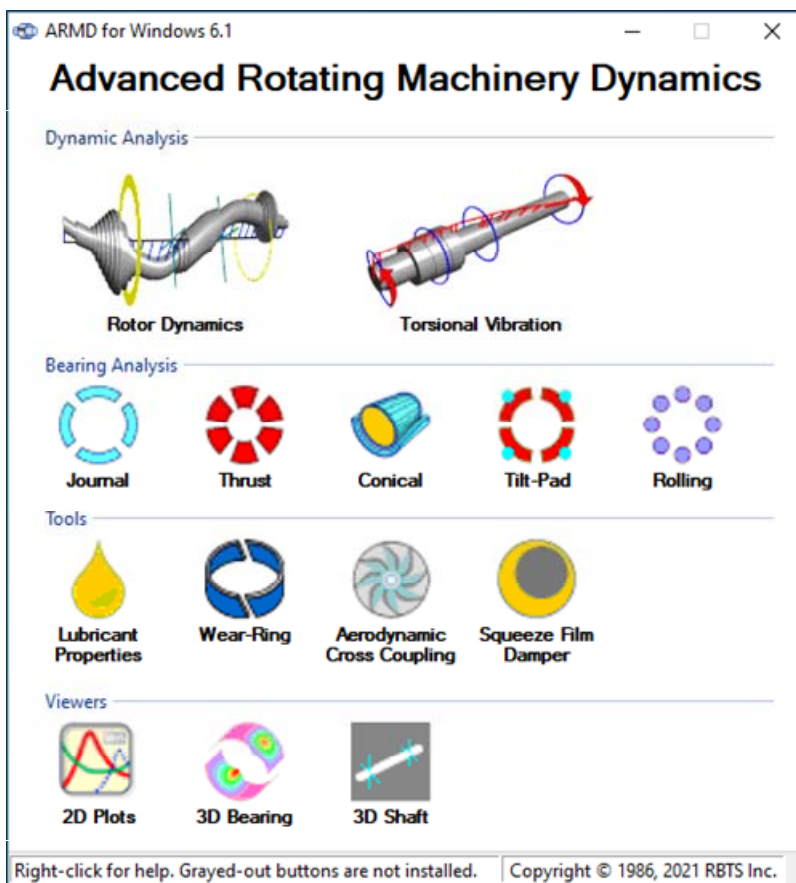 ARMD for Windows 6.1
Advanced Rotating Machinery Dynamics
Dynamic Analysis
Rotor Dynamics
Torsional Vibration
Bearing Analysis
Journal
Thrust
Conical
Tilt-Pad
Rolling
Tools
Lubricant
Properties
Wear-Ring
Aerodynamic
Cross Coupling
Squeeze Film
Damper
Viewers
2D Plots
3D Bearing
3D Shaft
Right-click for help. Grayed-out buttons are not installed.
Copyright © 1986, 2021 RBTS Inc.